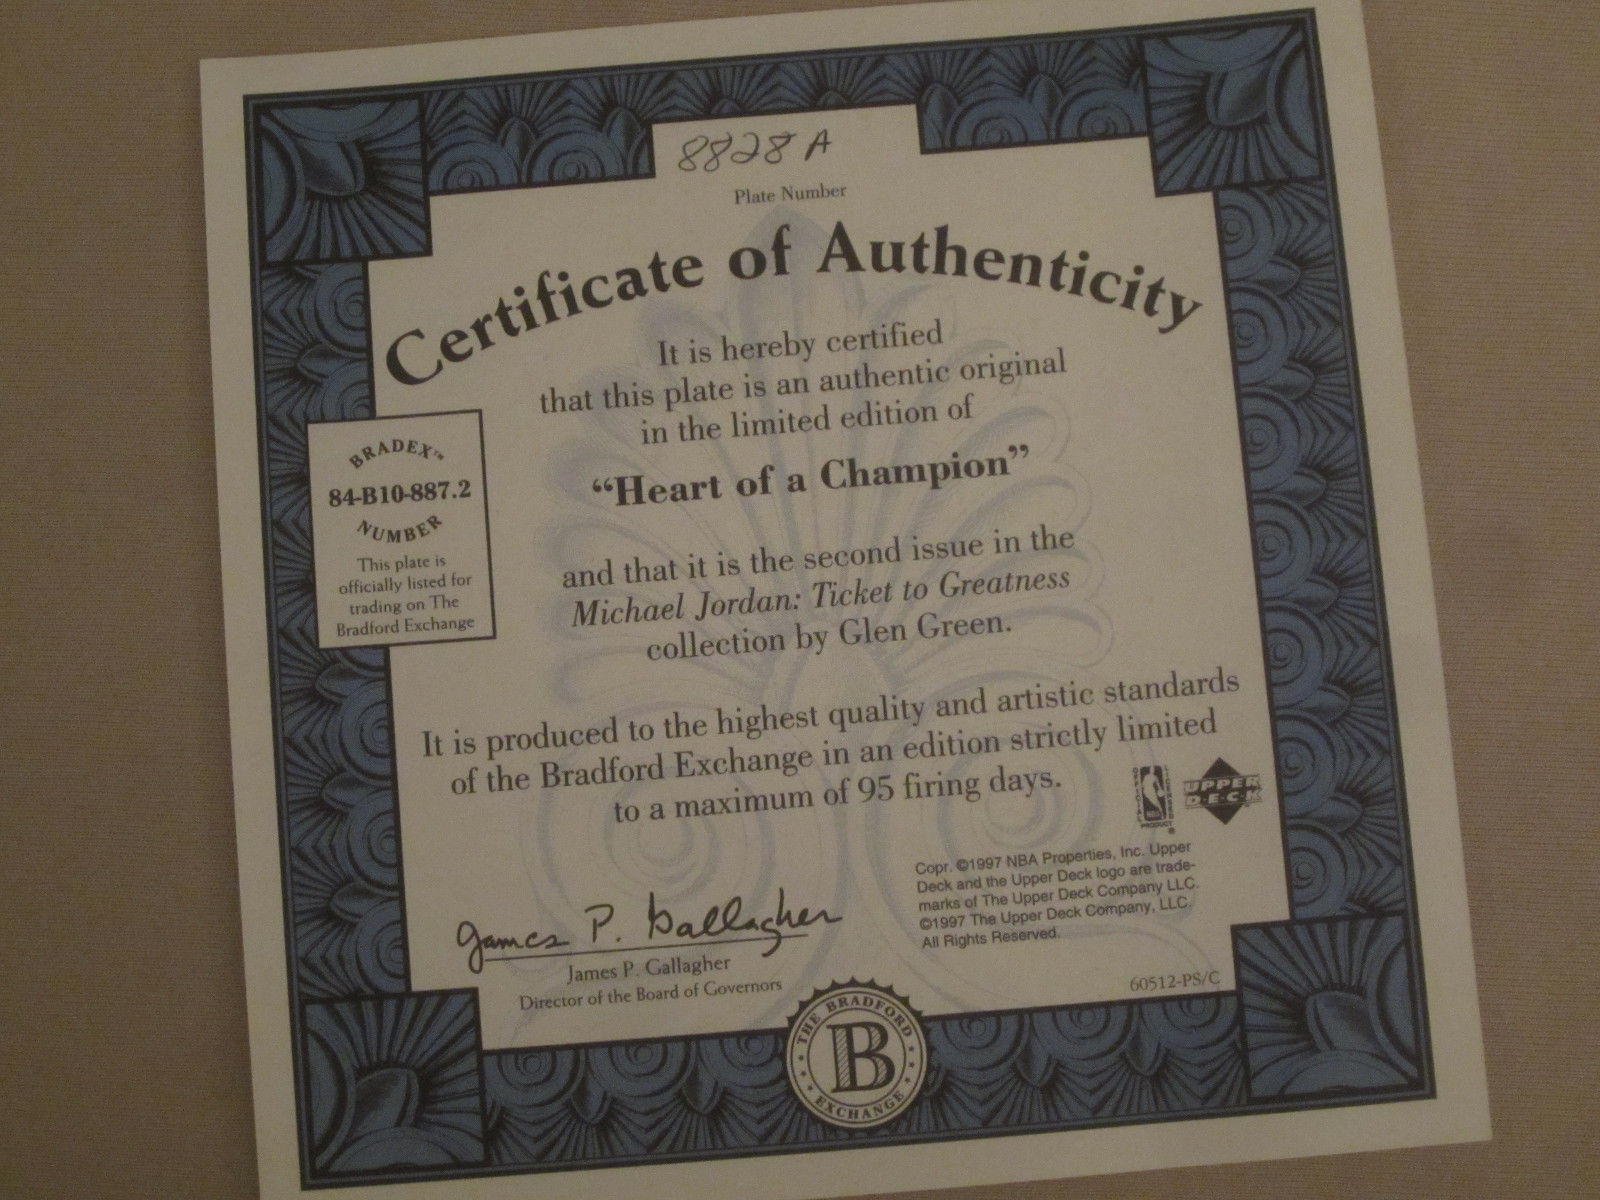 8828 A
Plate Number
Certificate of Authenticity
It is hereby certified
that this plate is an authentic original
in the limited edition of
“Heart of a Champion”
and that it is the second issue in the
Michael Jordan: Ticket to Greatness
collection by Glen Green.
BRADEX™
84-B10-887.2
NUMBER
This plate is
officially listed for
trading on The
Bradford Exchange
It is produced to the highest quality and artistic standards
of the Bradford Exchange in an edition strictly limited
to a maximum of 95 firing days.
OFFICIAL LICENSED
NBA
PRODUCT
®
UPPER
DECK
Copr. ©1997 NBA Properties, Inc. Upper
Deck and the Upper Deck logo are trade-
marks of The Upper Deck Company LLC.
©1997 The Upper Deck Company, LLC.
All Rights Reserved.
James P. Gallagher
James P. Gallagher
Director of the Board of Governors
60512-PS/C
THE BRADFORD
B
EXCHANGE